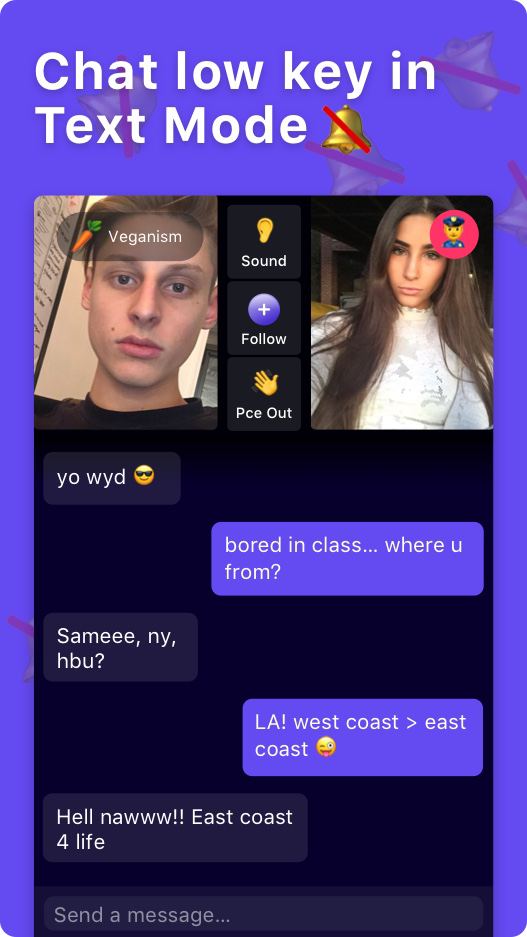 Chat low key in
Text Mode
Veganism
Sound
Follow
Pce Out
yo wyd 😎
bored in class... where u
from?
Sameee, ny,
hbu?
LA! west coast > east
coast 😜
Hell nawww!! East coast
4 life
Send a message...